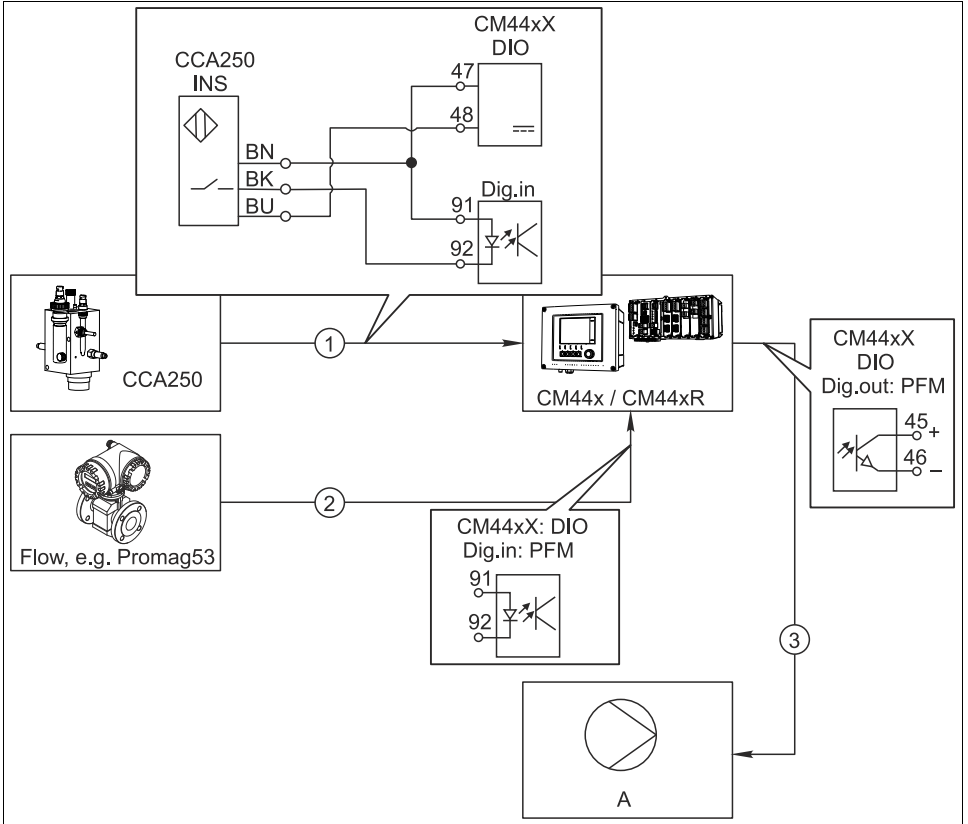 CM44xX
DIO
CCA250
INS
47
48
BN
BK
BU
Dig.in
91
92
1
CCA250
CM44x / CM44xR
CM44xX
DIO
Dig.out: PFM
45 +
46 –
2
Flow, e.g. Promag53
CM44xX: DIO
Dig.in: PFM
91
92
3
A